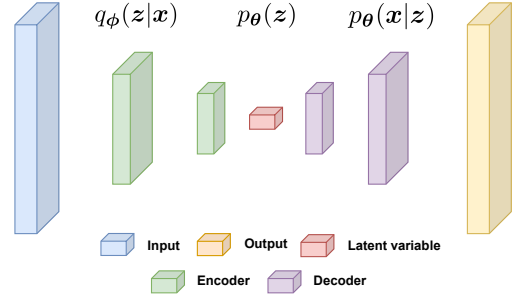 qϕ(z|x) pθ(z) pθ(x|z)
Input Output Latent variable
Encoder Decoder